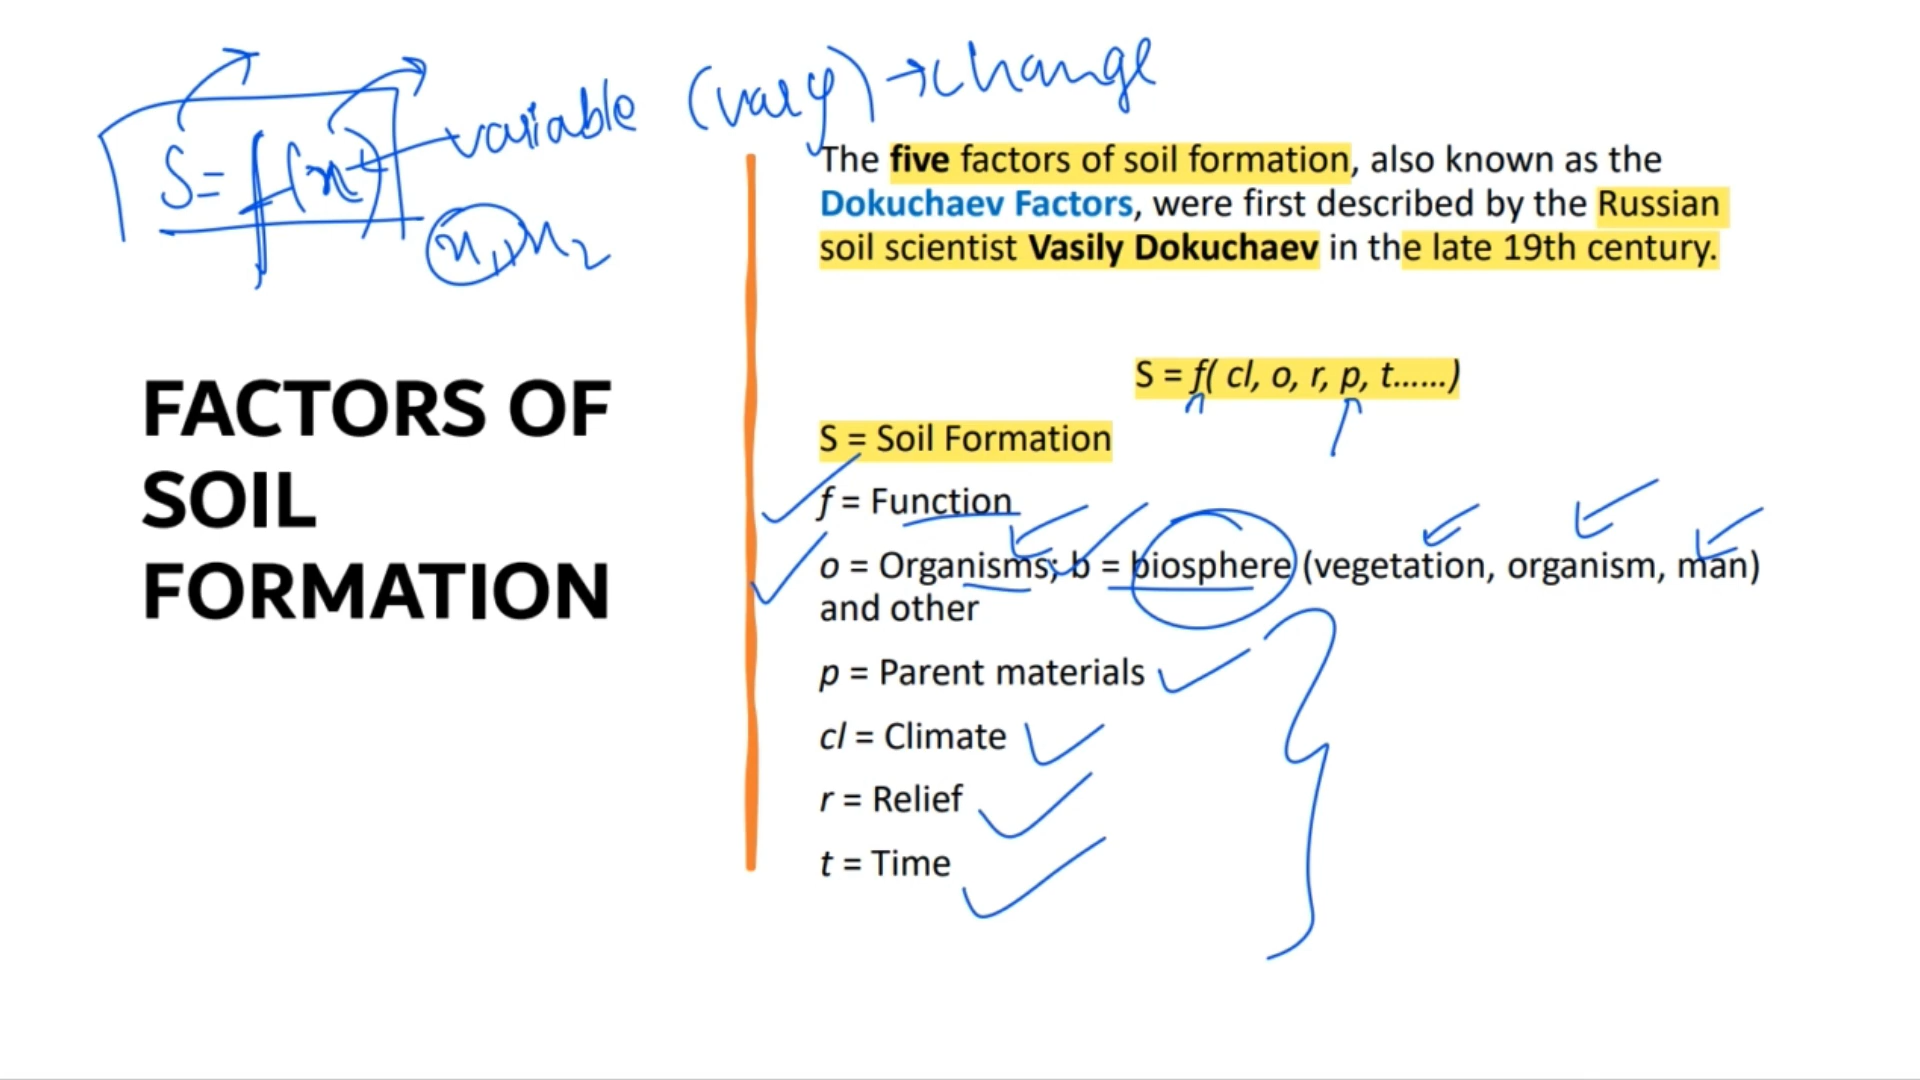 S = f(x)
variable (vary) → change
x1, x2
FACTORS OF
SOIL
FORMATION
The five factors of soil formation, also known as the
Dokuchaev Factors, were first described by the Russian
soil scientist Vasily Dokuchaev in the late 19th century.
S = f( cl, o, r, p, t......)
S = Soil Formation
f = Function
o = Organisms; b = biosphere (vegetation, organism, man)
and other
p = Parent materials
cl = Climate
r = Relief
t = Time